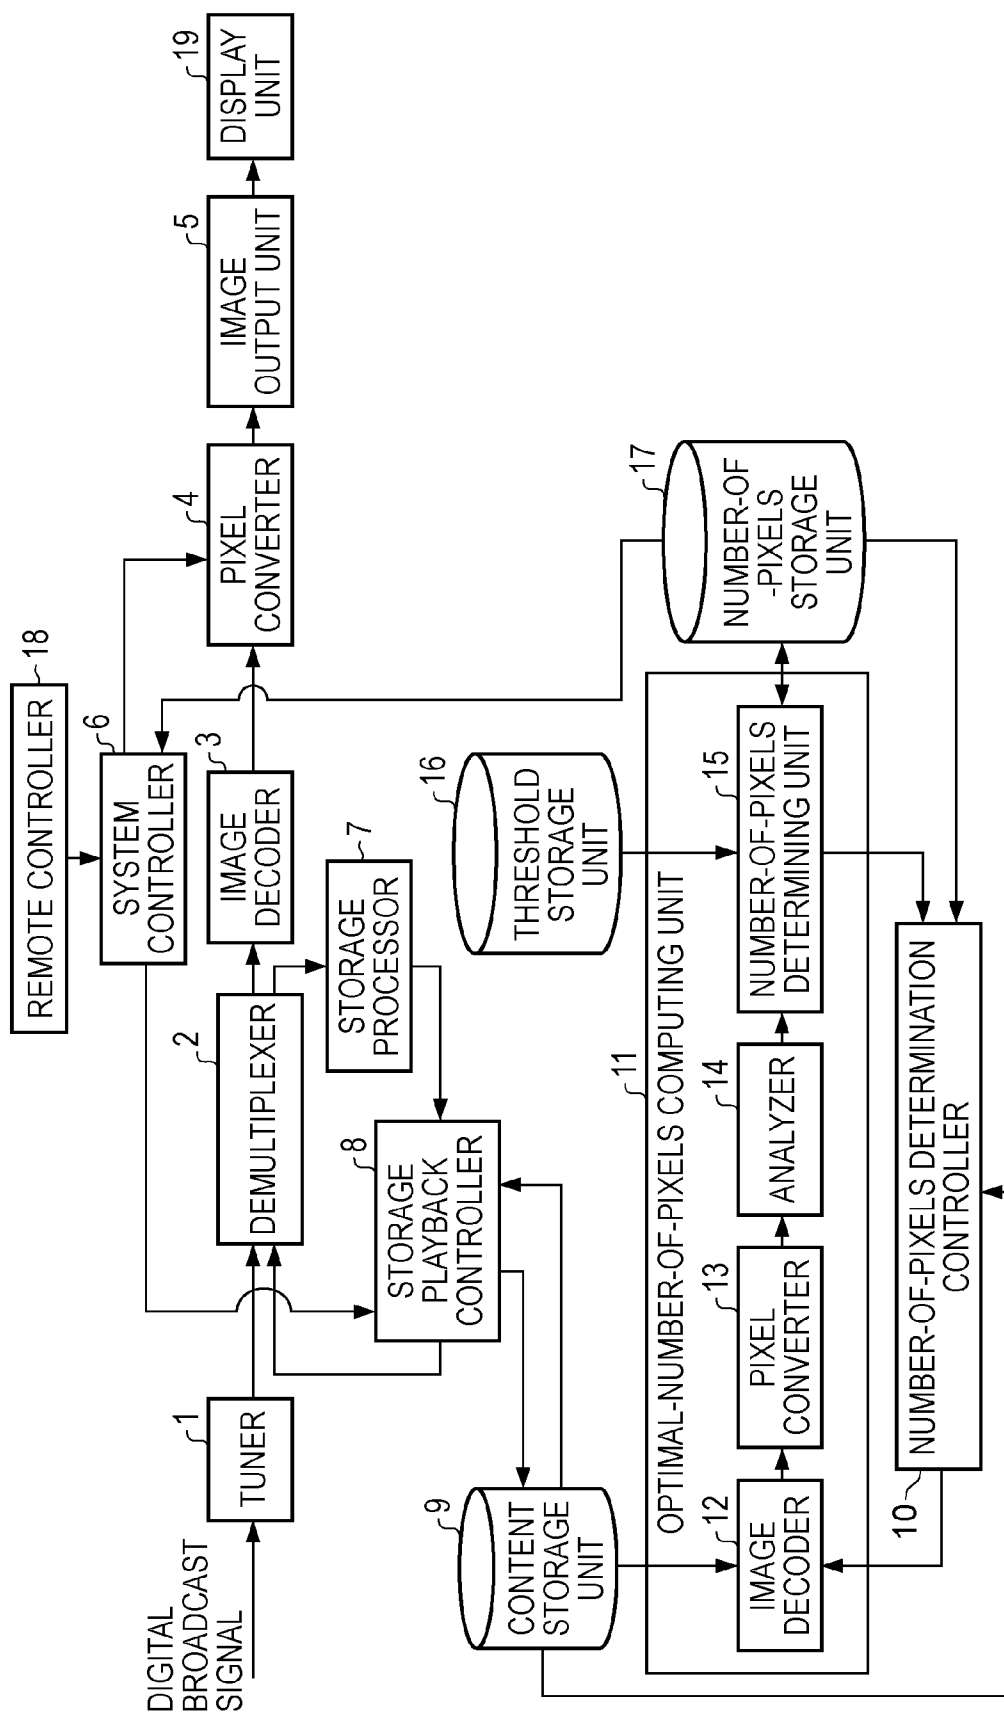 REMOTE CONTROLLER
18
SYSTEM
CONTROLLER
6
DIGITAL
BROADCAST
SIGNAL
TUNER
1
DEMULTIPLEXER
2
IMAGE
DECODER
3
PIXEL
CONVERTER
4
IMAGE
OUTPUT UNIT
5
DISPLAY
UNIT
19
STORAGE
PROCESSOR
7
STORAGE
PLAYBACK
CONTROLLER
8
CONTENT
STORAGE
UNIT
9
THRESHOLD
STORAGE
UNIT
16
NUMBER-OF
-PIXELS
STORAGE
UNIT
17
11
OPTIMAL-NUMBER-OF-PIXELS COMPUTING UNIT
IMAGE
DECODER
12
PIXEL
CONVERTER
13
ANALYZER
14
NUMBER-OF-PIXELS
DETERMINING UNIT
15
NUMBER-OF-PIXELS DETERMINATION
CONTROLLER
10